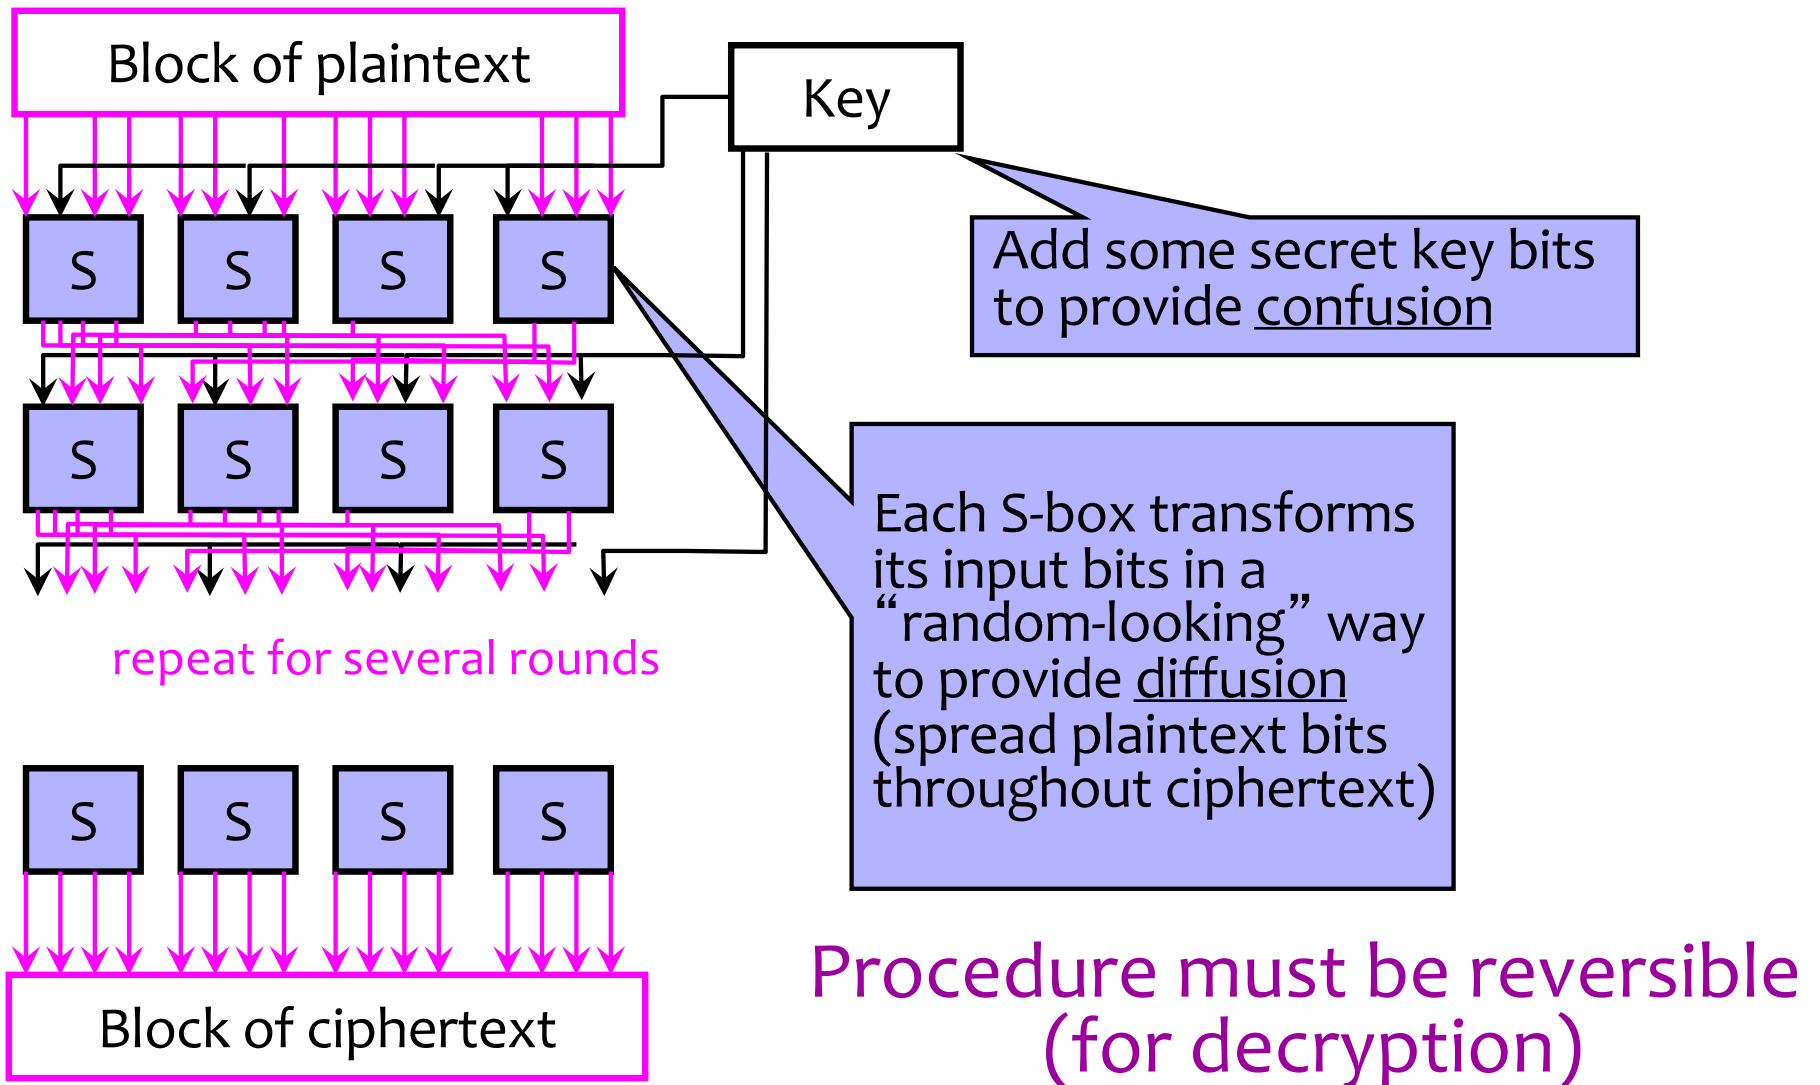 Block of plaintext
Key
S
S
S
S
Add some secret key bits
to provide confusion
S
S
S
S
Each S-box transforms
its input bits in a
“random-looking” way
to provide diffusion
(spread plaintext bits
throughout ciphertext)
repeat for several rounds
S
S
S
S
Block of ciphertext
Procedure must be reversible
(for decryption)